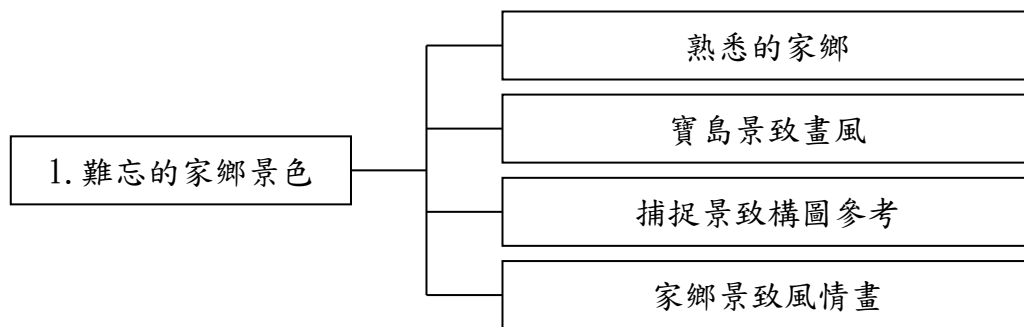 1.難忘的家鄉景色
熟悉的家鄉
寶島景致畫風
捕捉景致構圖參考
家鄉景致風情畫